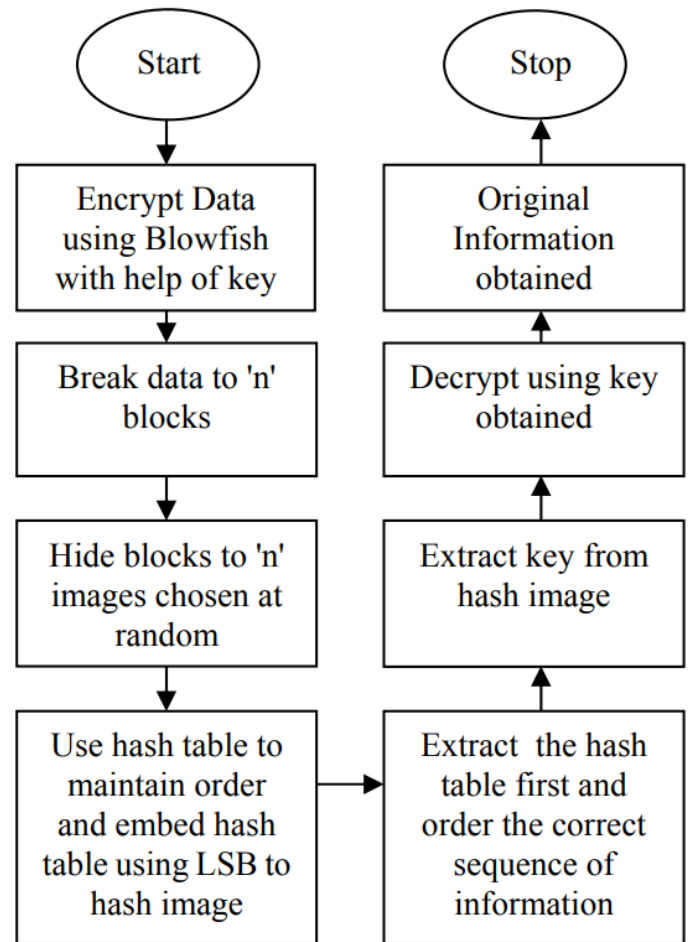 Start
Encrypt Data
using Blowfish
with help of key
Break data to 'n'
blocks
Hide blocks to 'n'
images chosen at
random
Use hash table to
maintain order
and embed hash
table using LSB to
hash image
Extract the hash
table first and
order the correct
sequence of
information
Extract key from
hash image
Decrypt using key
obtained
Original
Information
obtained
Stop